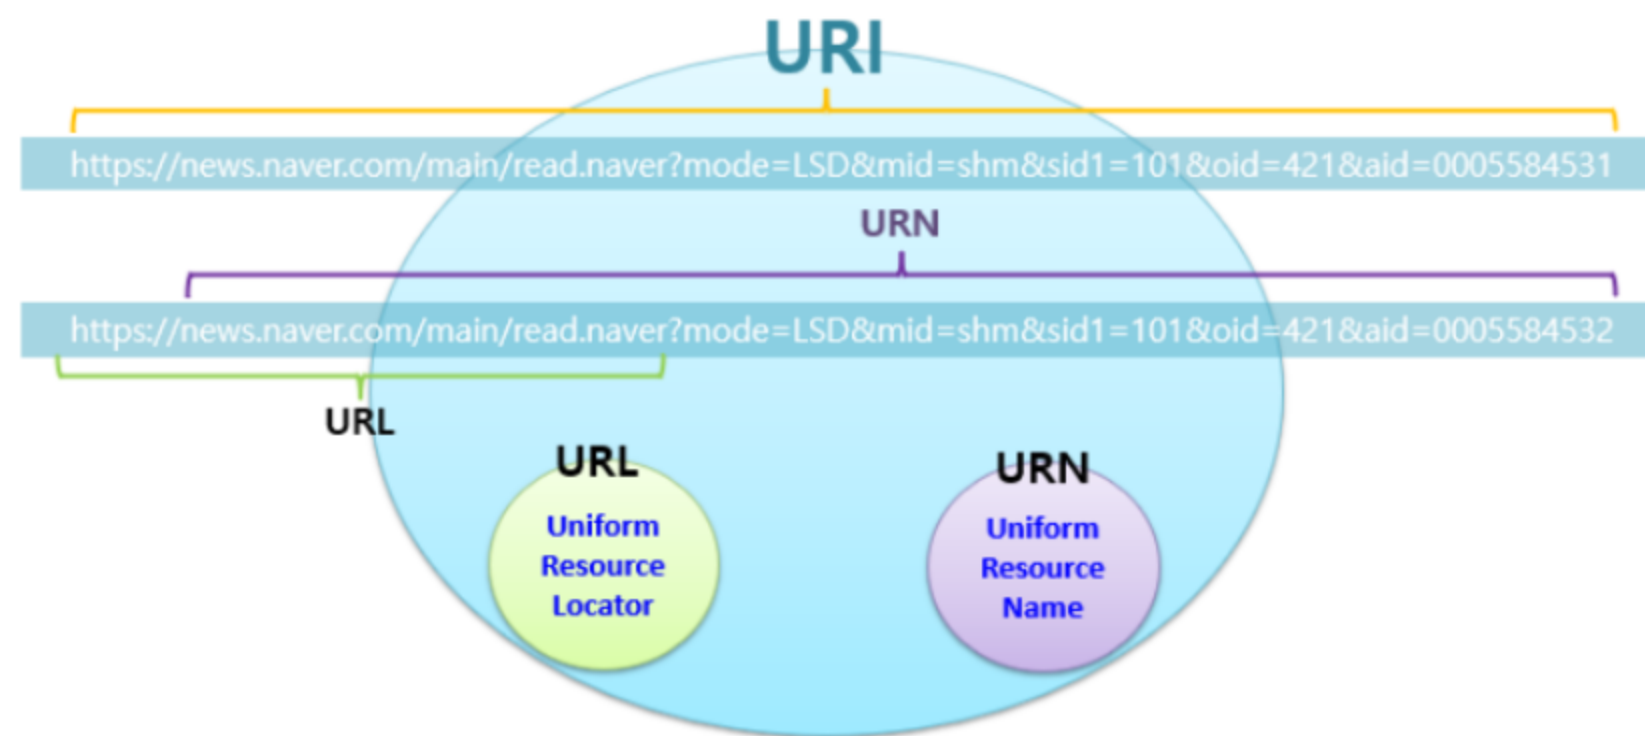 URI
https://news.naver.com/main/read.naver?mode=LSD&mid=shm&sid1=101&oid=421&aid=0005584531
URN
https://news.naver.com/main/read.naver?mode=LSD&mid=shm&sid1=101&oid=421&aid=0005584532
URL
URL
Uniform
Resource
Locator
URN
Uniform
Resource
Name